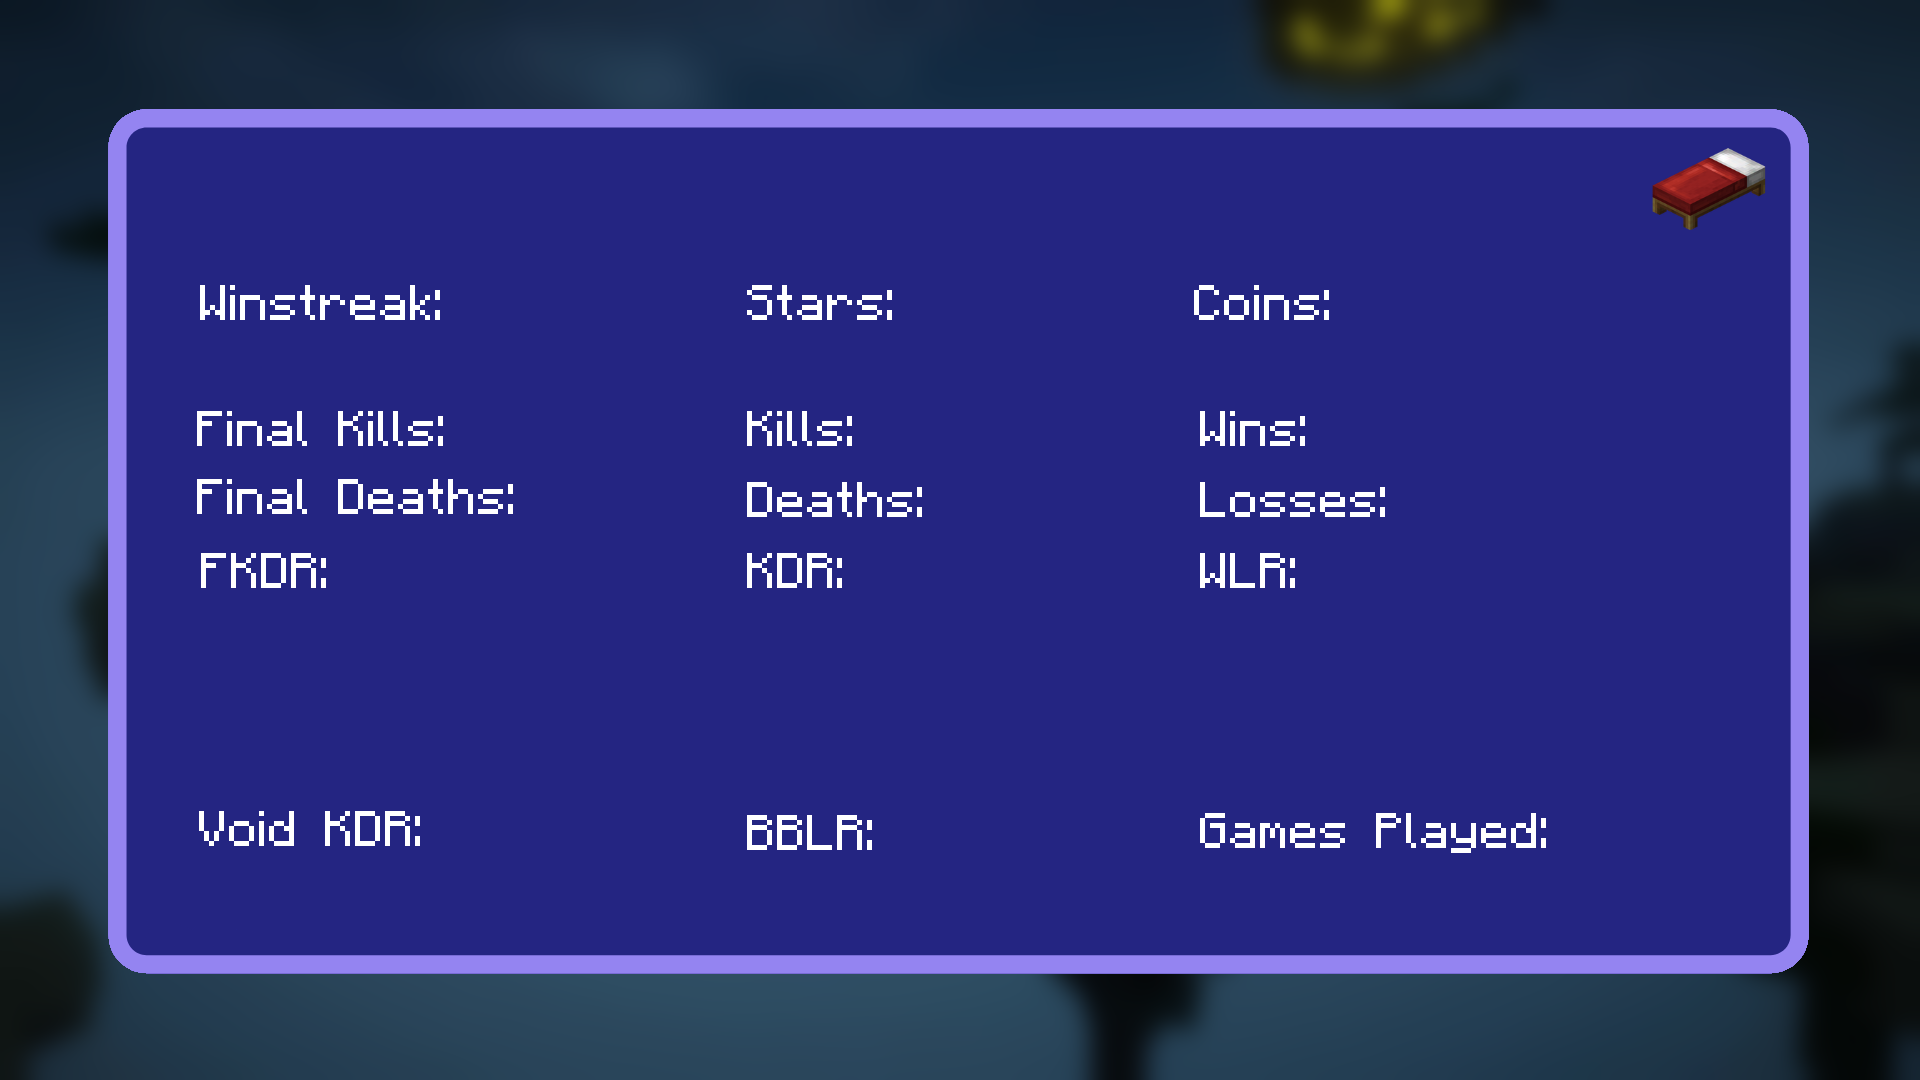 Winstreak: Stars: Coins:
Final Kills: Kills: Wins:
Final Deaths: Deaths: Losses:
FKDR: KDR: WLR:
Void KDR: BBLR: Games Played: